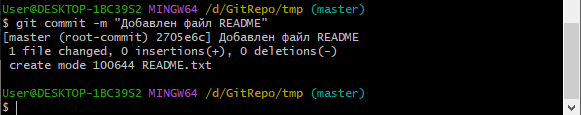 User@DESKTOP-1BC39S2 MINGW64 /d/GitRepo/tmp (master)
$ git commit -m "Добавлен файл README"
[master (root-commit) 2705e6c] Добавлен файл README
 1 file changed, 0 insertions(+), 0 deletions(-)
 create mode 100644 README.txt
User@DESKTOP-1BC39S2 MINGW64 /d/GitRepo/tmp (master)
$